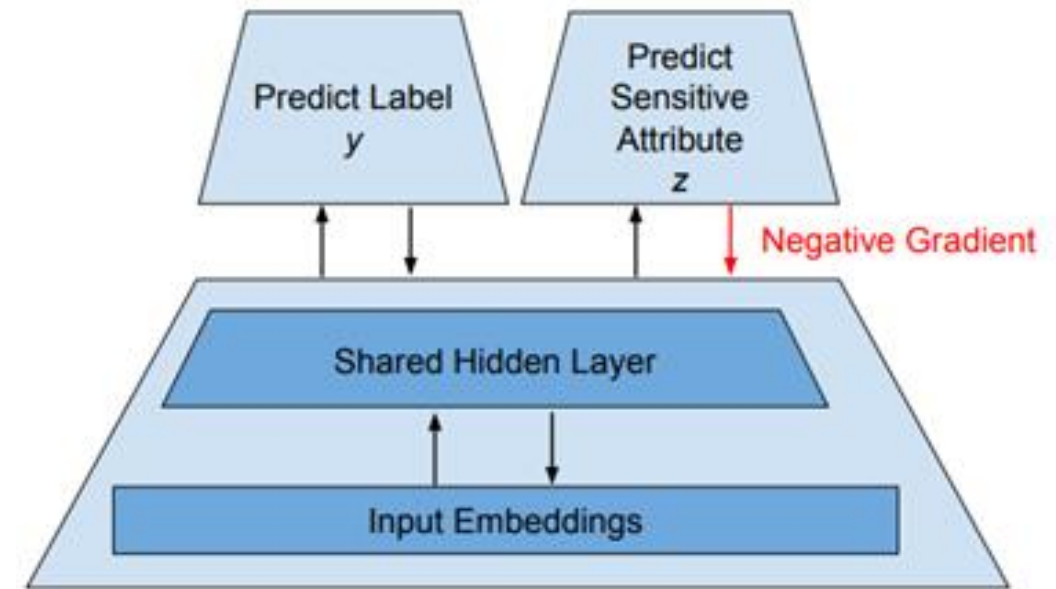 Predict Label
y
Predict
Sensitive
Attribute
z
Negative Gradient
Shared Hidden Layer
Input Embeddings